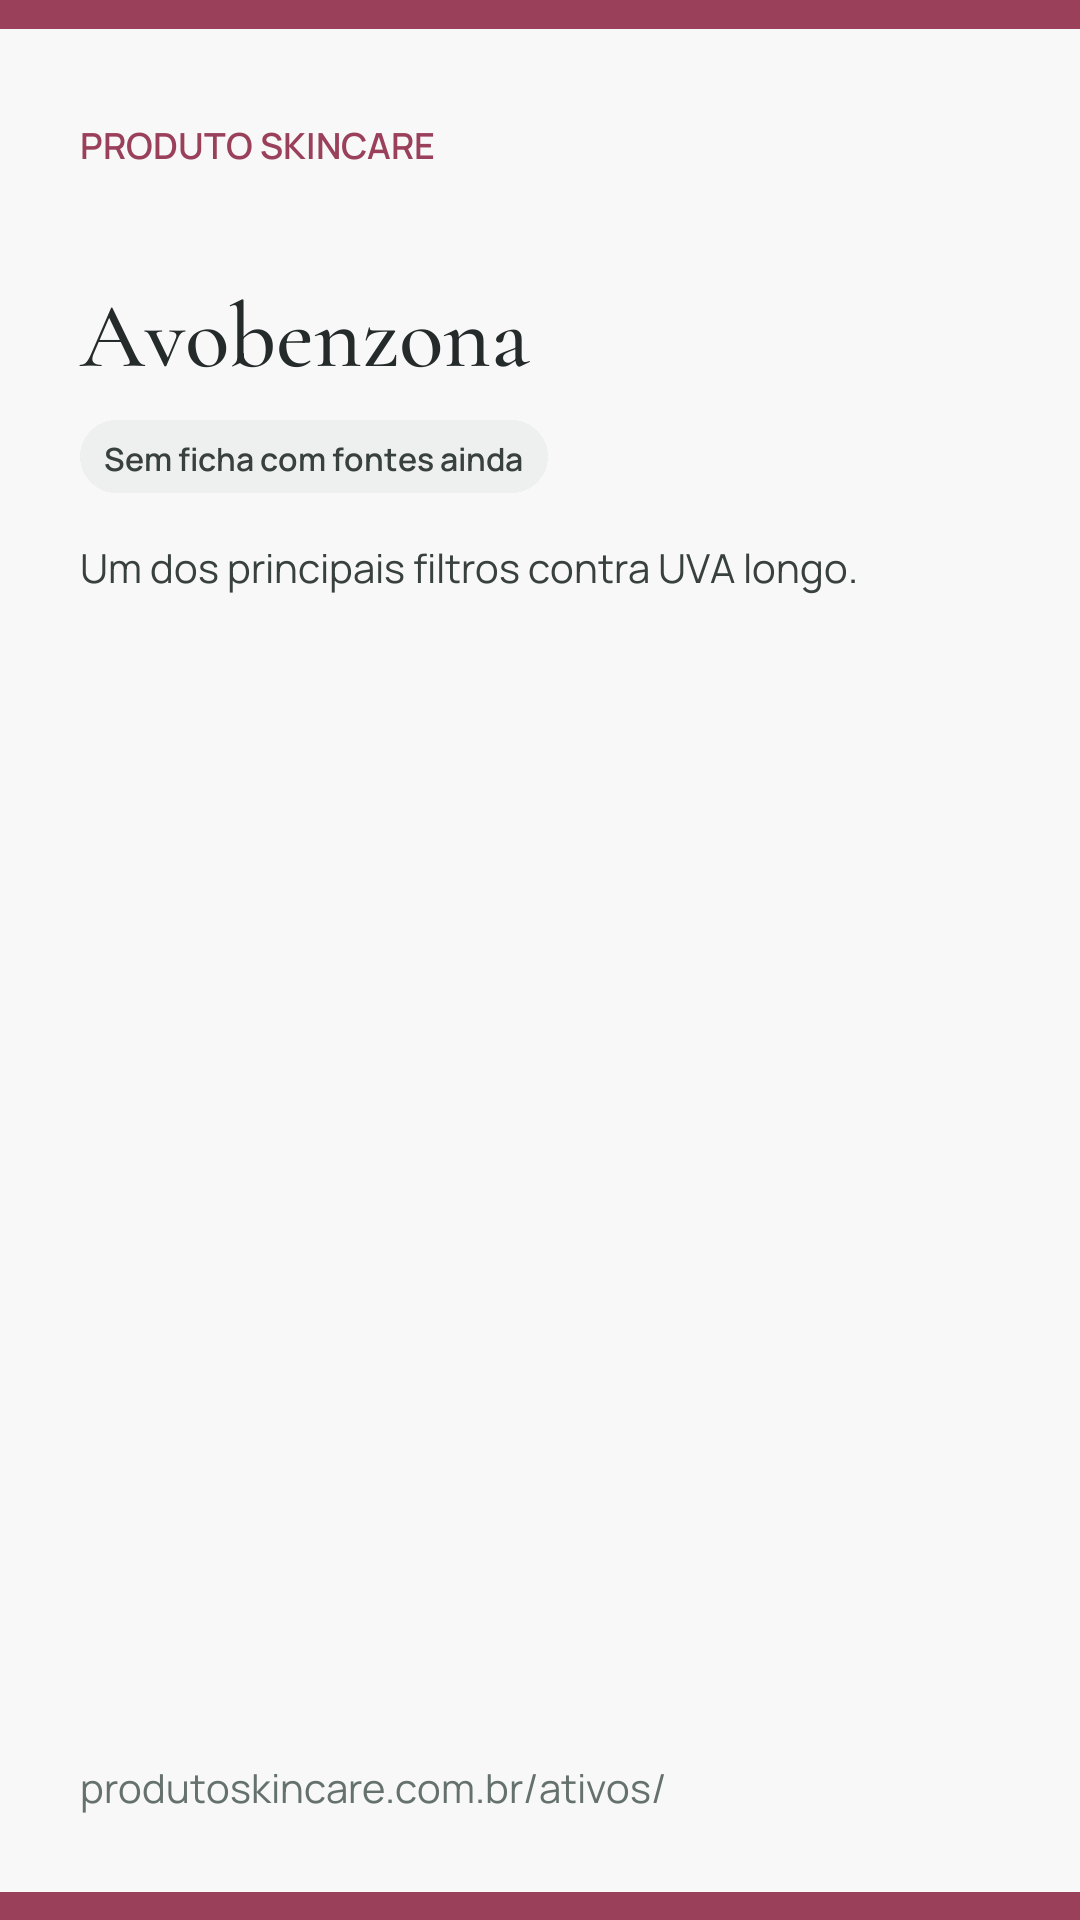 PRODUTO SKINCARE
Avobenzona
Sem ficha com fontes ainda
Um dos principais filtros contra UVA longo.
produtoskincare.com.br/ativos/